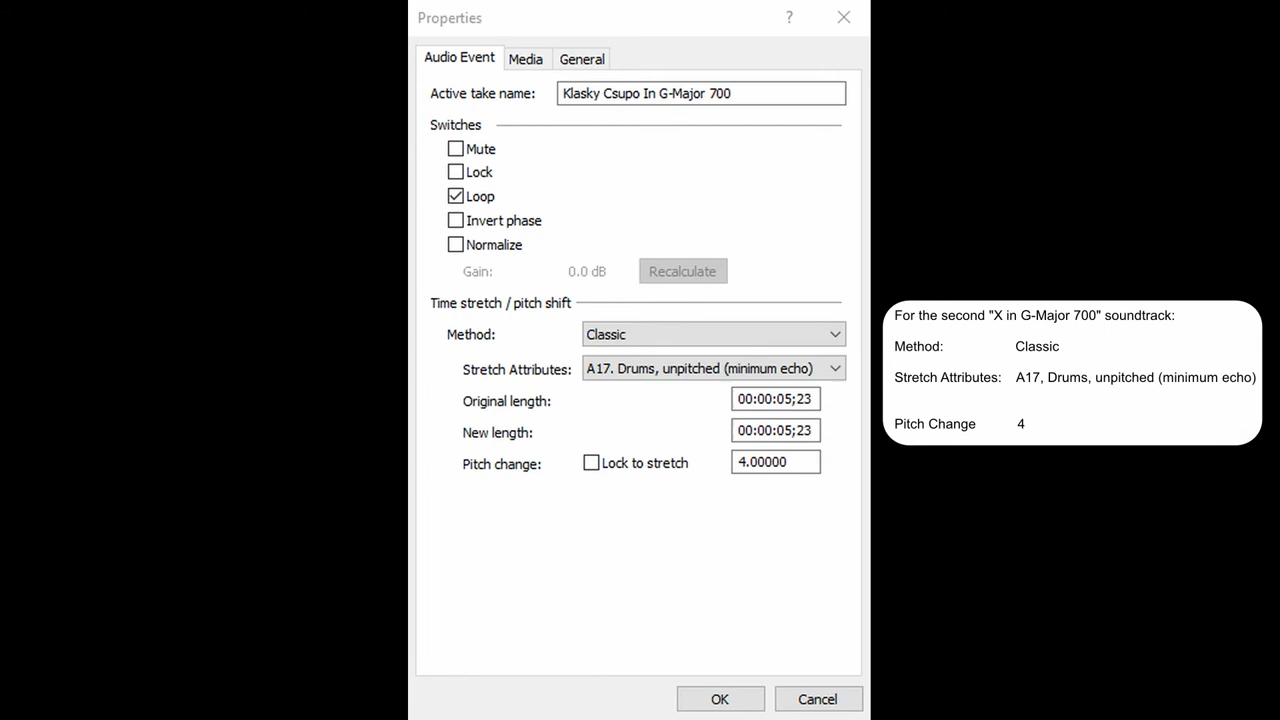 Properties
?
Audio Event
Media
General
Active take name:
Klasky Csupo In G-Major 700
Switches
Mute
Lock
Loop
Invert phase
Normalize
Gain: 0.0 dB
Recalculate
Time stretch / pitch shift
Method: Classic
Stretch Attributes: A17. Drums, unpitched (minimum echo)
Original length: 00:00:05;23
New length: 00:00:05;23
Pitch change: Lock to stretch 4.00000
OK
Cancel
For the second "X in G-Major 700" soundtrack:
Method: Classic
Stretch Attributes: A17, Drums, unpitched (minimum echo)
Pitch Change 4